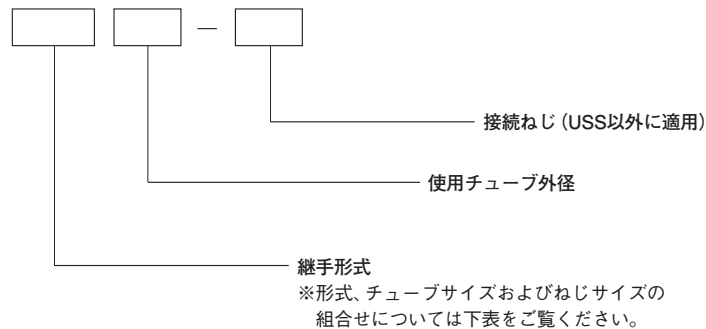 接続ねじ（USS以外に適用）
使用チューブ外径
継手形式
※形式、チューブサイズおよびねじサイズの
組合せについては下表をご覧ください。